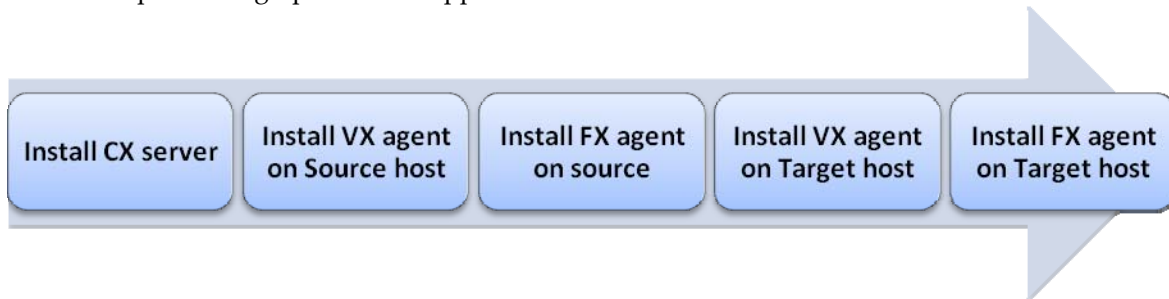 Install CX server
Install VX agent
on Source host
Install FX agent
on source
Install VX agent
on Target host
Install FX agent
on Target host